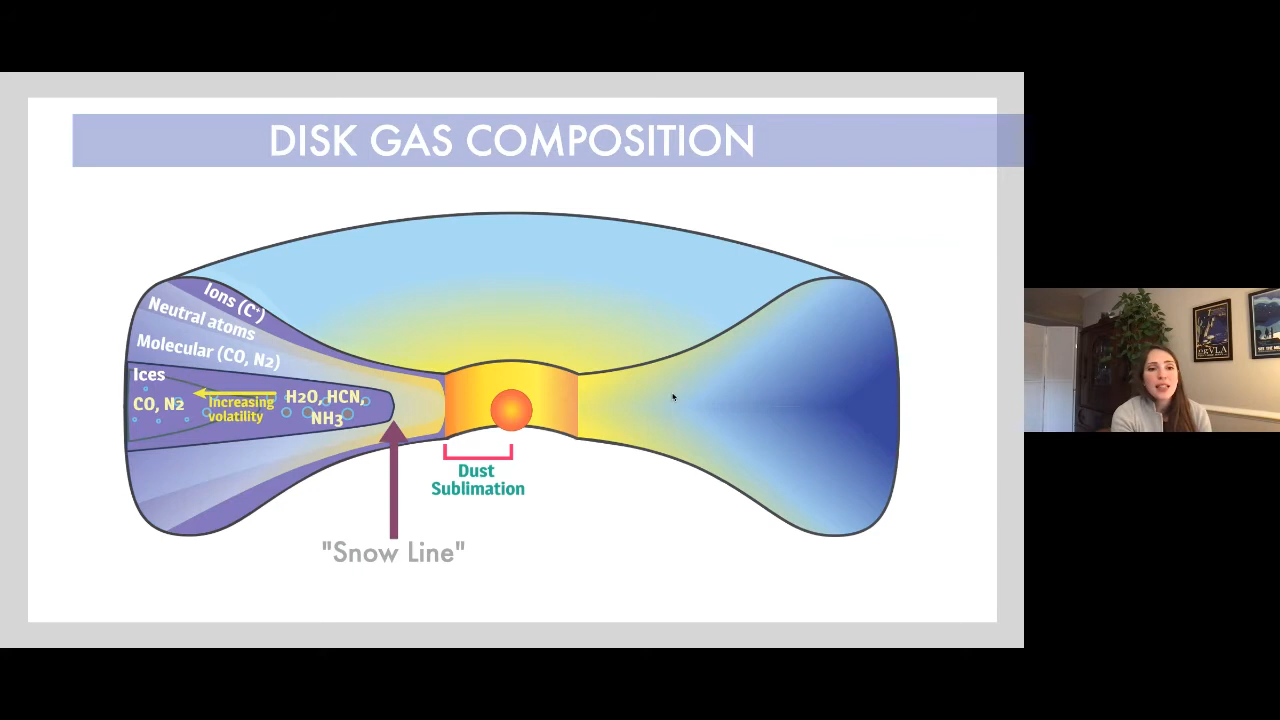 DISK GAS COMPOSITION
Ions (C⁺)
Neutral atoms
Molecular (CO, N2)
Ices
CO, N2
Increasing
volatility
H2O, HCN,
NH3
Dust
Sublimation
"Snow Line"